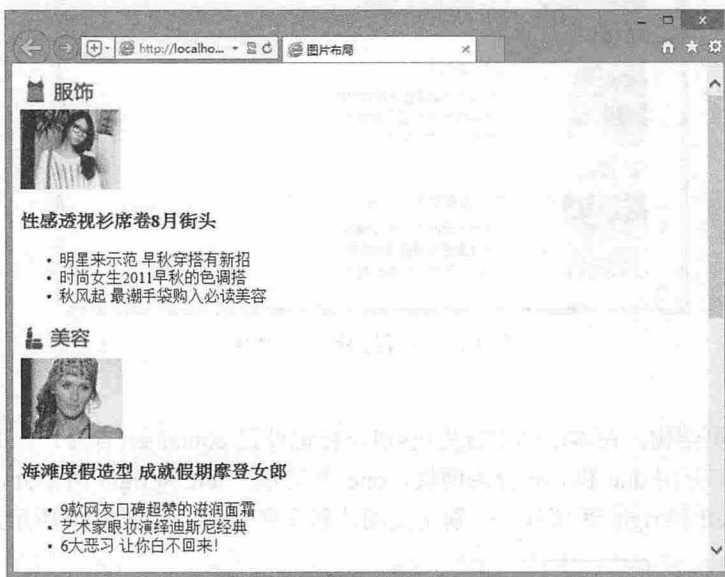 http://localho...
图片布局
服饰
性感透视衫席卷8月街头
明星来示范 早秋穿搭有新招
时尚女生2011早秋的色调搭
秋风起 最潮手袋购入必读美容
美容
海滩度假造型 成就假期摩登女郎
9款网友口碑超赞的滋润面霜
艺术家眼妆演绎迪斯尼经典
6大恶习 让你白不回来!